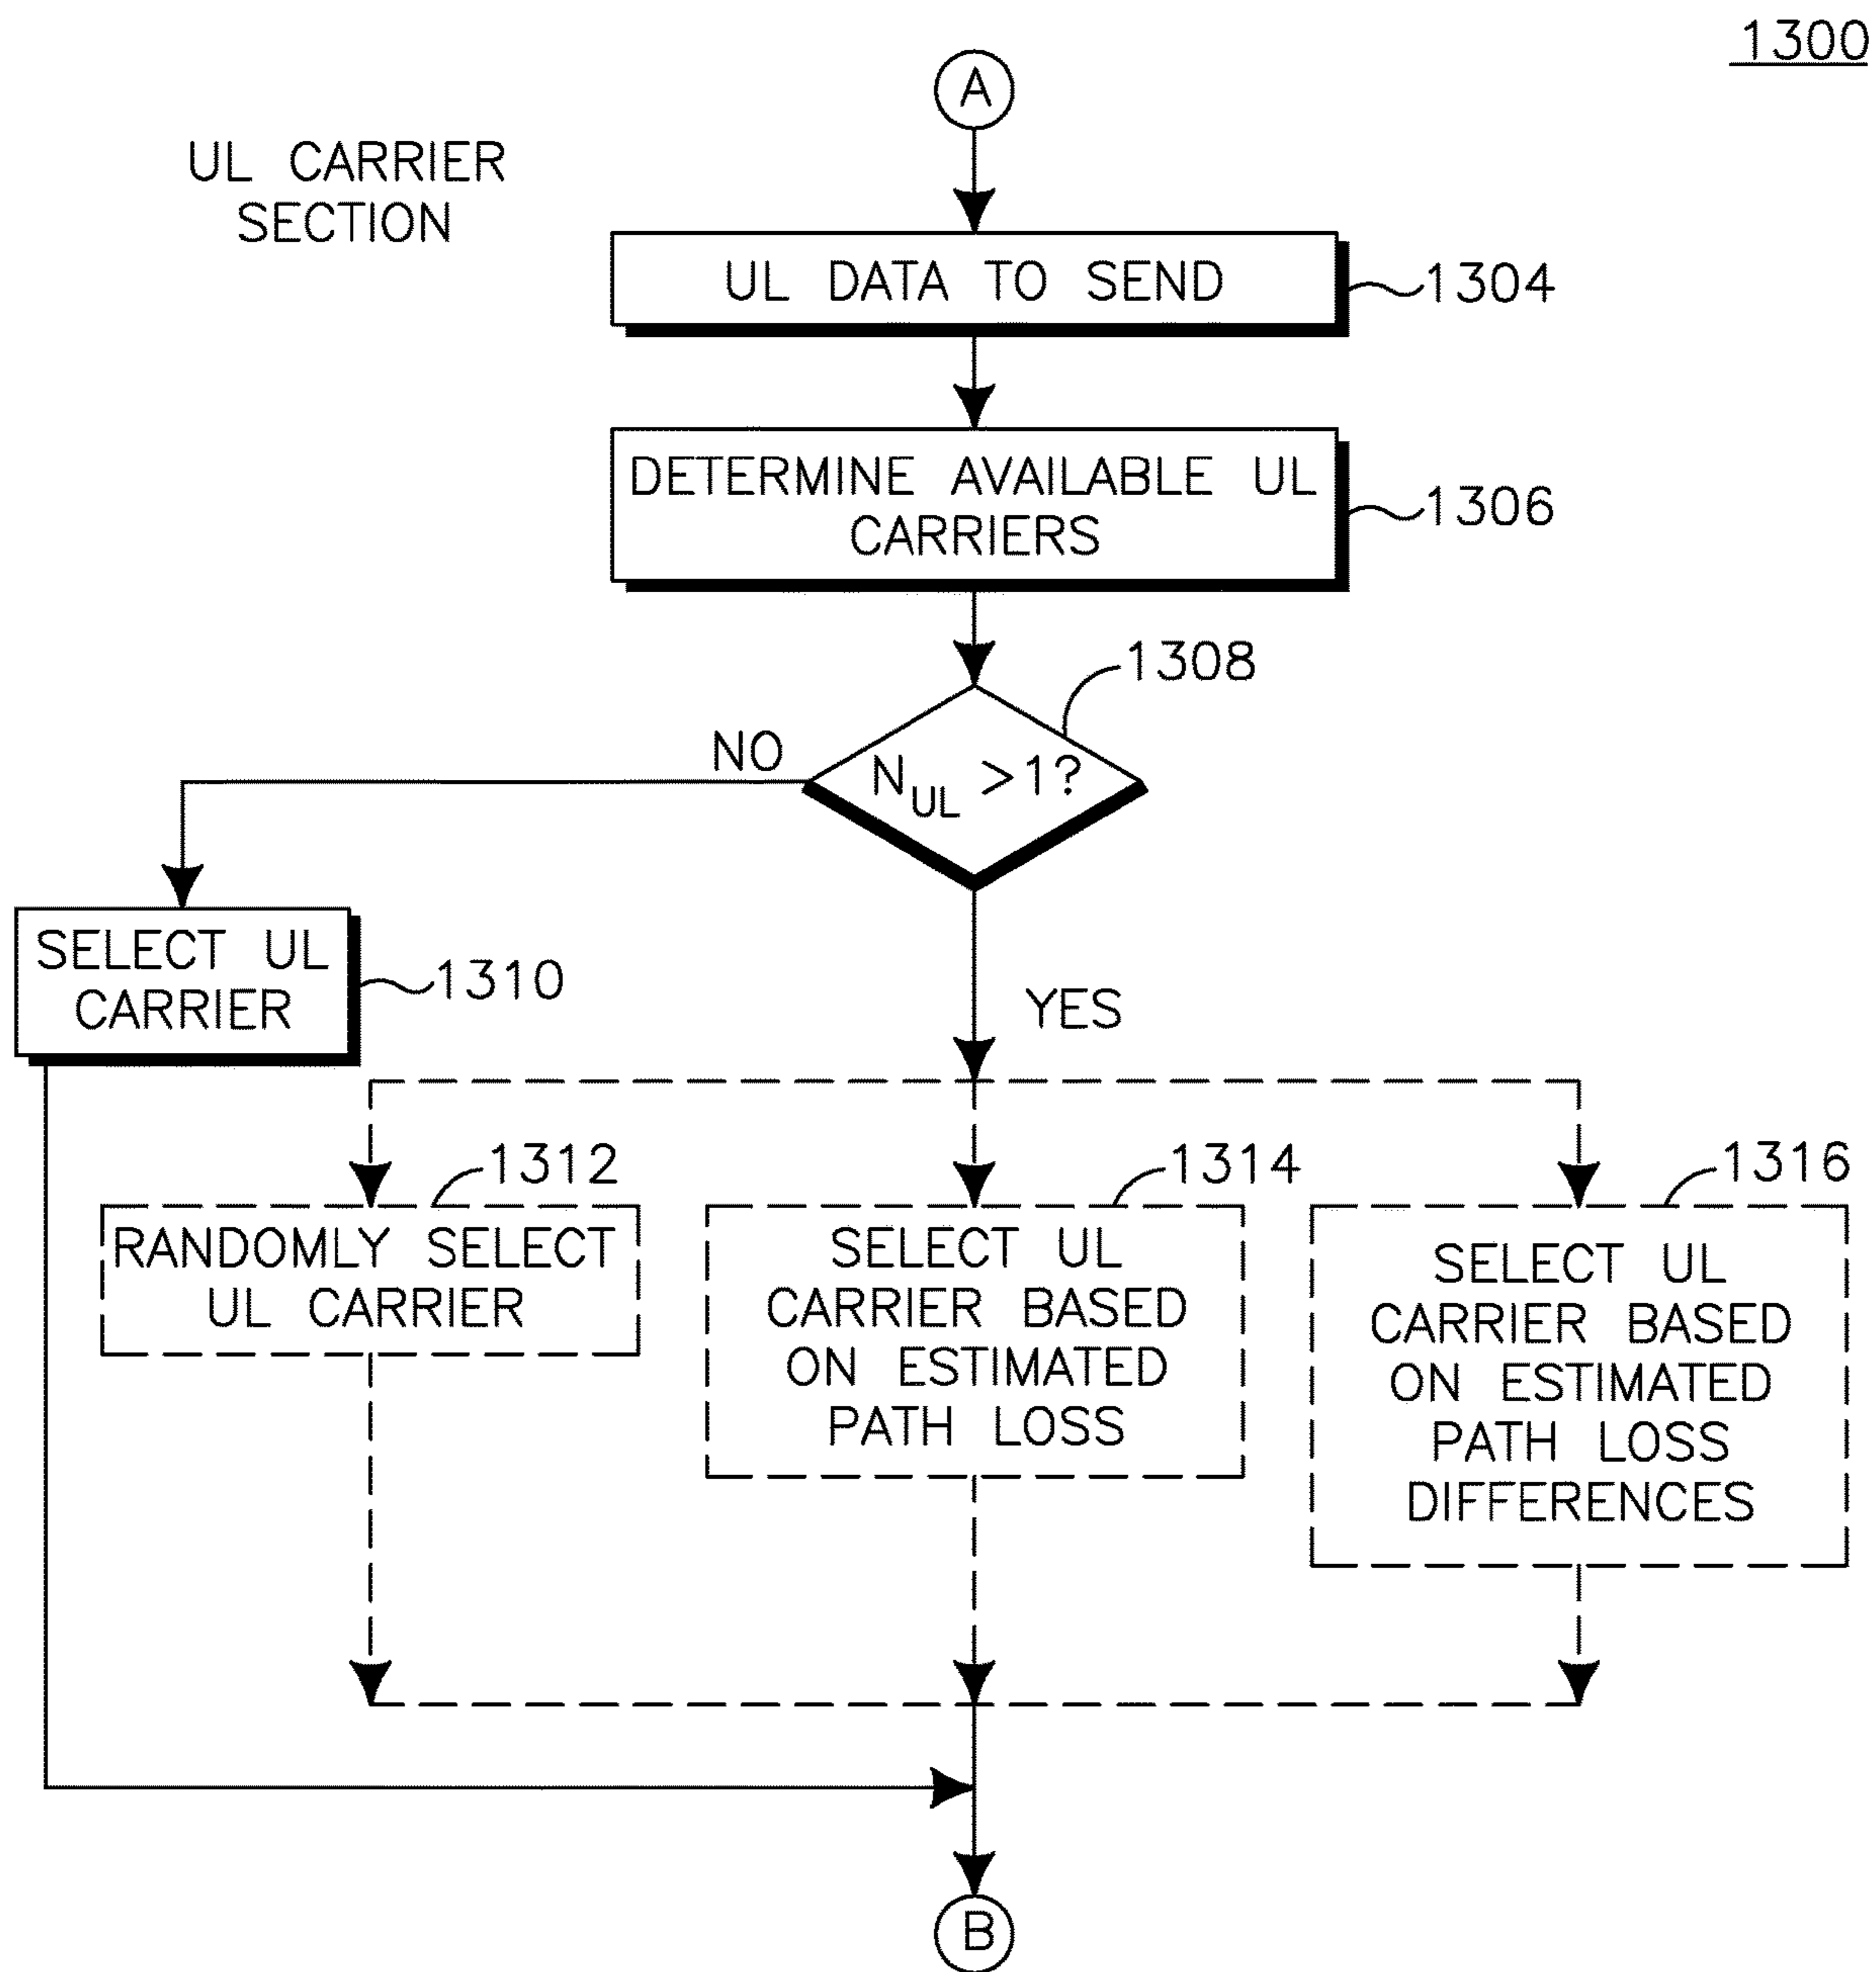 1300
A
UL CARRIER
SECTION
UL DATA TO SEND
1304
DETERMINE AVAILABLE UL
CARRIERS
1306
1308
NO
N_UL >1?
SELECT UL
CARRIER
1310
YES
1312
RANDOMLY SELECT
UL CARRIER
1314
SELECT UL
CARRIER BASED
ON ESTIMATED
PATH LOSS
1316
SELECT UL
CARRIER BASED
ON ESTIMATED
PATH LOSS
DIFFERENCES
B